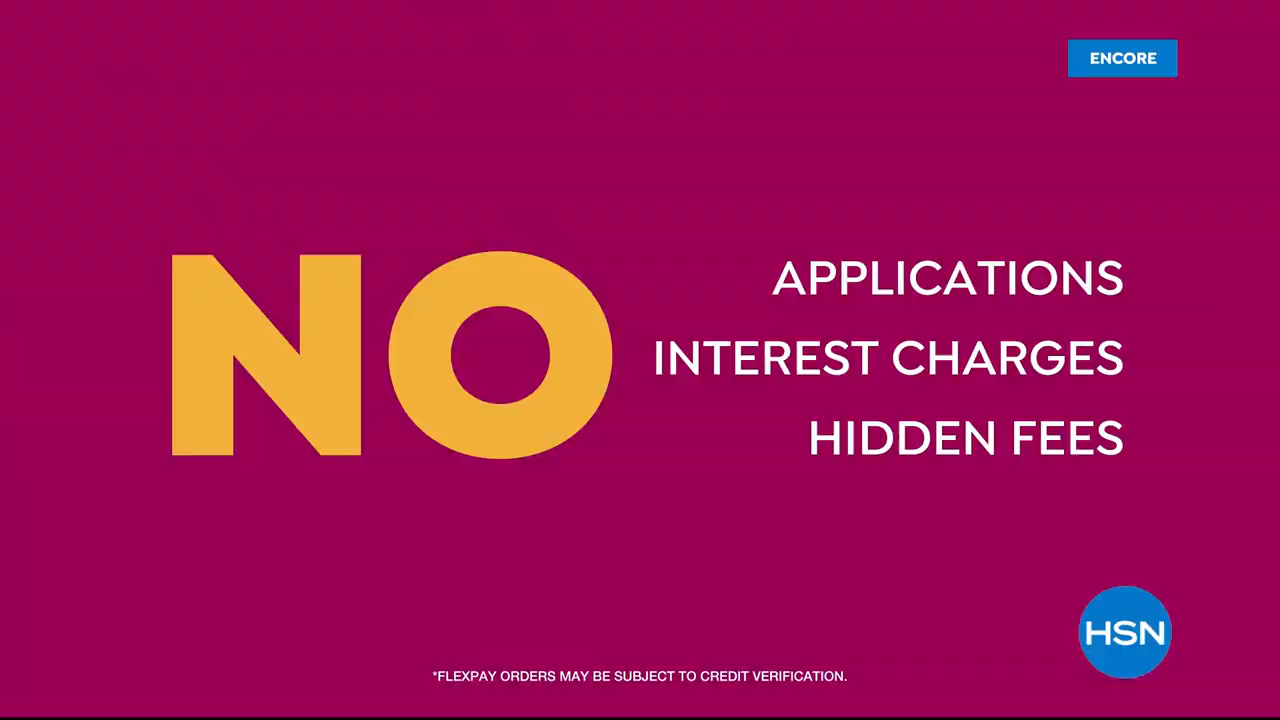 ENCORE
NO
APPLICATIONS
INTEREST CHARGES
HIDDEN FEES
HSN
*FLEXPAY ORDERS MAY BE SUBJECT TO CREDIT VERIFICATION.